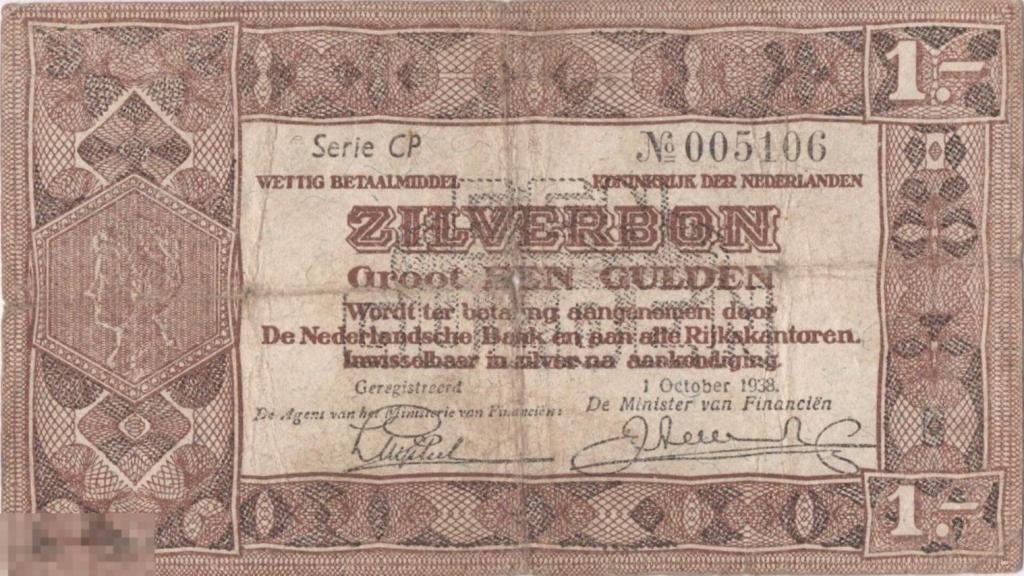 1.–
Serie CP № 005106
WETTIG BETAALMIDDEL KONINKRIJK DER NEDERLANDEN
ZILVERBON
Groot EEN GULDEN
Wordt ter betaling aangenomen door
De Nederlandsche Bank en aan alle Rijkskantoren.
Inwisselbaar in zilver na aankondiging.
Geregistreerd 1 October 1938.
De Agent van het Ministerie van Financiën: De Minister van Financiën
1.–